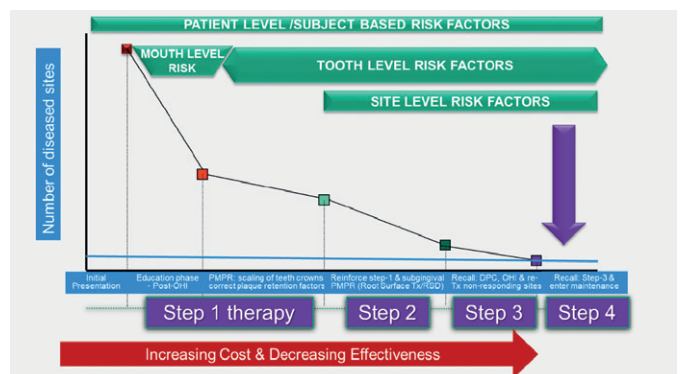 PATIENT LEVEL /SUBJECT BASED RISK FACTORS
MOUTH LEVEL
RISK
TOOTH LEVEL RISK FACTORS
SITE LEVEL RISK FACTORS
Number of diseased sites
Initial
Presentation
Education phase
- Post-OHI
PMPR: scaling of teeth crowns
correct plaque retention factors
Reinforce step-1 & subgingival
PMPR (Root Surface Tx/RSD)
Recall: DPC, OHI & re-
Tx non-responding sites
Recall: Step-3 &
enter maintenance
Step 1 therapy
Step 2
Step 3
Step 4
Increasing Cost & Decreasing Effectiveness